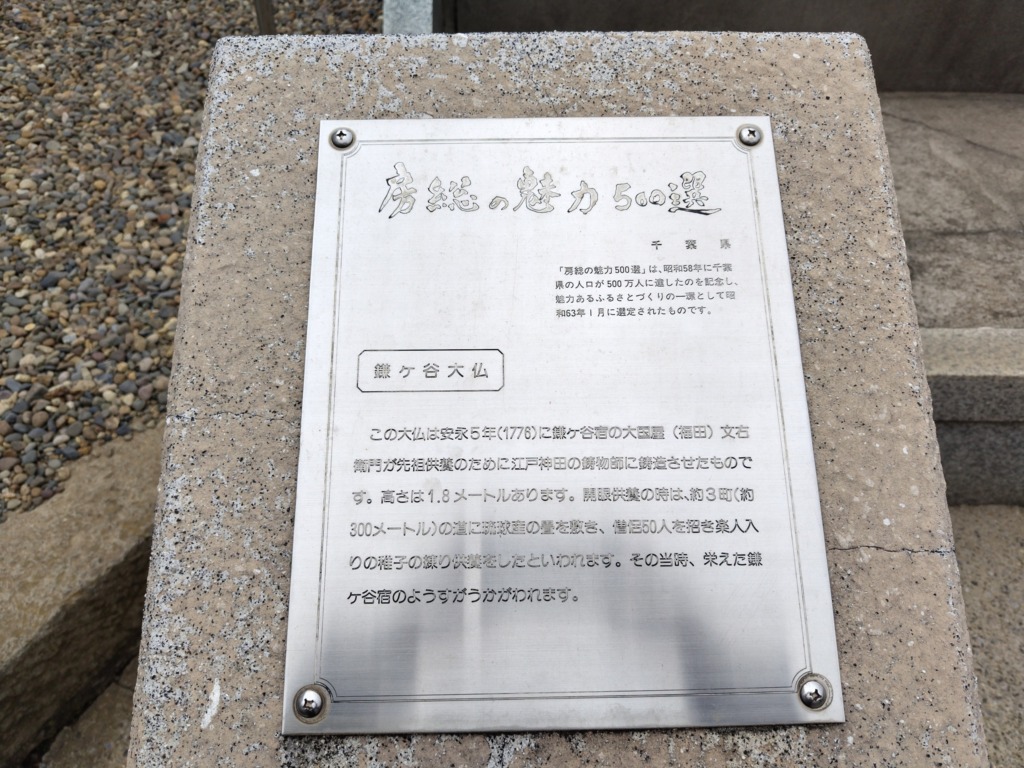 房総の魅力500選
千葉県
「房総の魅力500選」は、昭和58年に千葉
県の人口が500万人に達したのを記念し、
魅力あるふるさとづくりの一環として昭
和63年1月に選定されたものです。
鎌ケ谷大仏
この大仏は安永5年(1776)に鎌ケ谷宿の大国屋(福田)文右
衛門が先祖供養のために江戸神田の鋳物師に鋳造させたもので
す。高さは1.8メートルあります。開眼供養の時は、約3町(約
300メートル)の道に琉球産の畳を敷き、僧侶50人を招き楽人入
りの稚子の練り供養をしたといわれます。その当時、栄えた鎌
ケ谷宿のようすがうかがわれます。